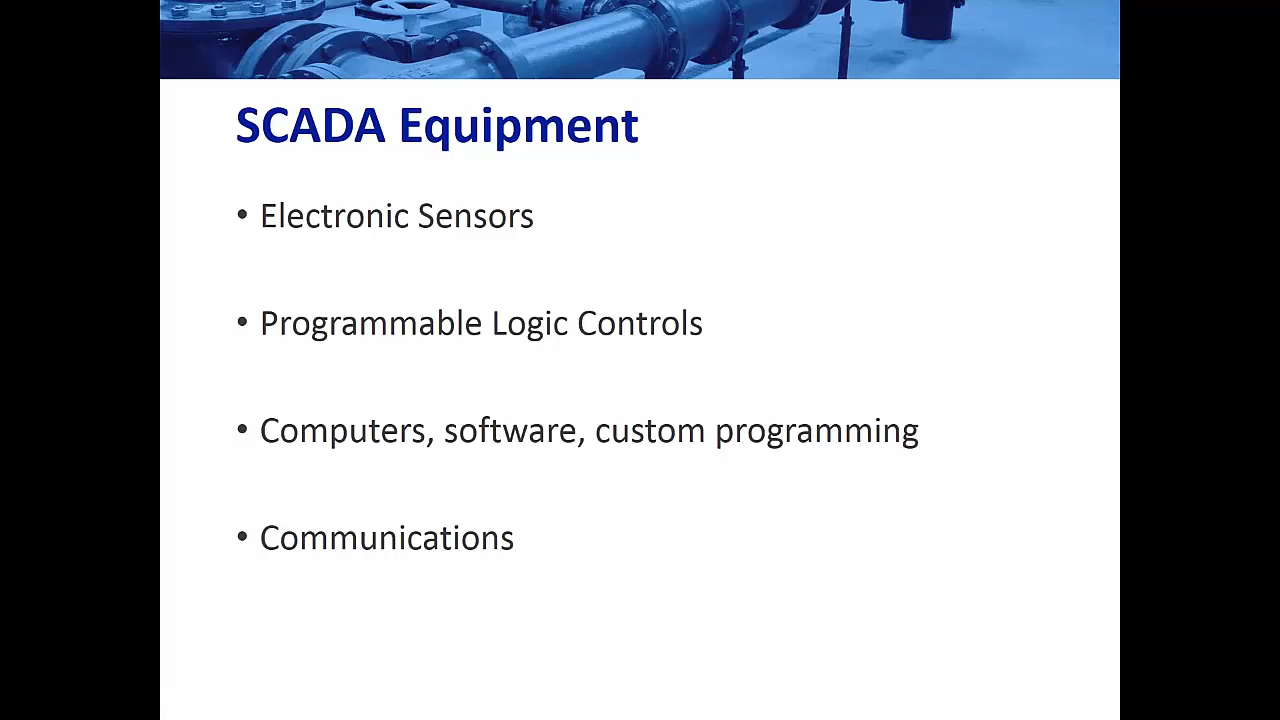 SCADA Equipment
• Electronic Sensors
• Programmable Logic Controls
• Computers, software, custom programming
• Communications